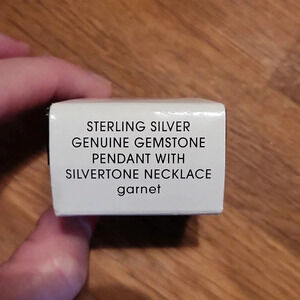 STERLING SILVER
GENUINE GEMSTONE
PENDANT WITH
SILVERTONE NECKLACE
garnet